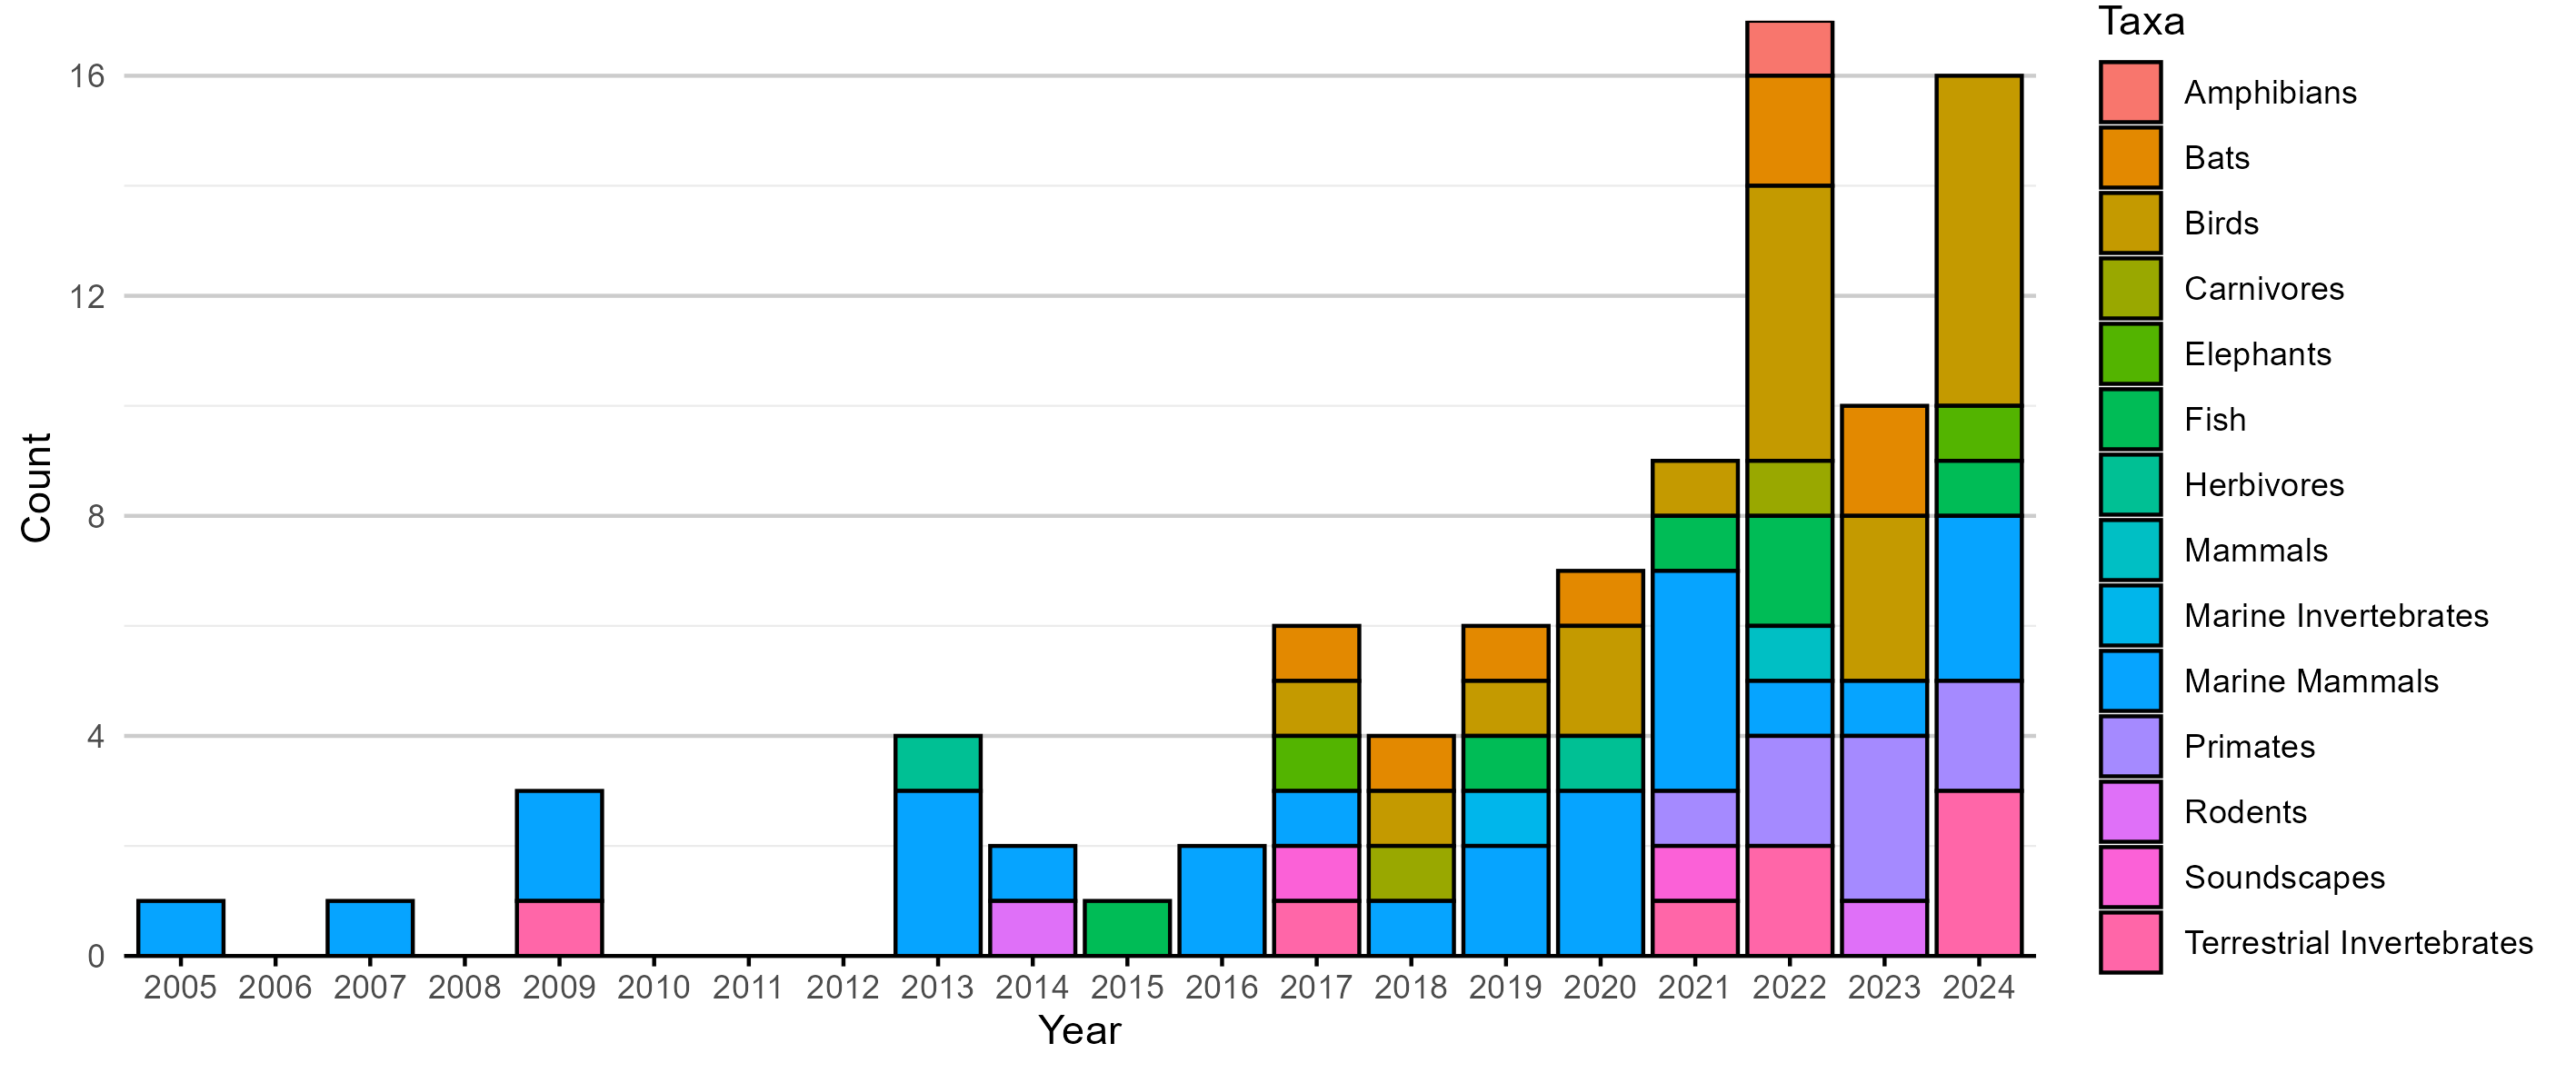 Taxa
Amphibians
Bats
Birds
Carnivores
Elephants
Fish
Herbivores
Mammals
Marine Invertebrates
Marine Mammals
Primates
Rodents
Soundscapes
Terrestrial Invertebrates
Count
16
12
8
4
0
2005 2006 2007 2008 2009 2010 2011 2012 2013 2014 2015 2016 2017 2018 2019 2020 2021 2022 2023 2024
Year